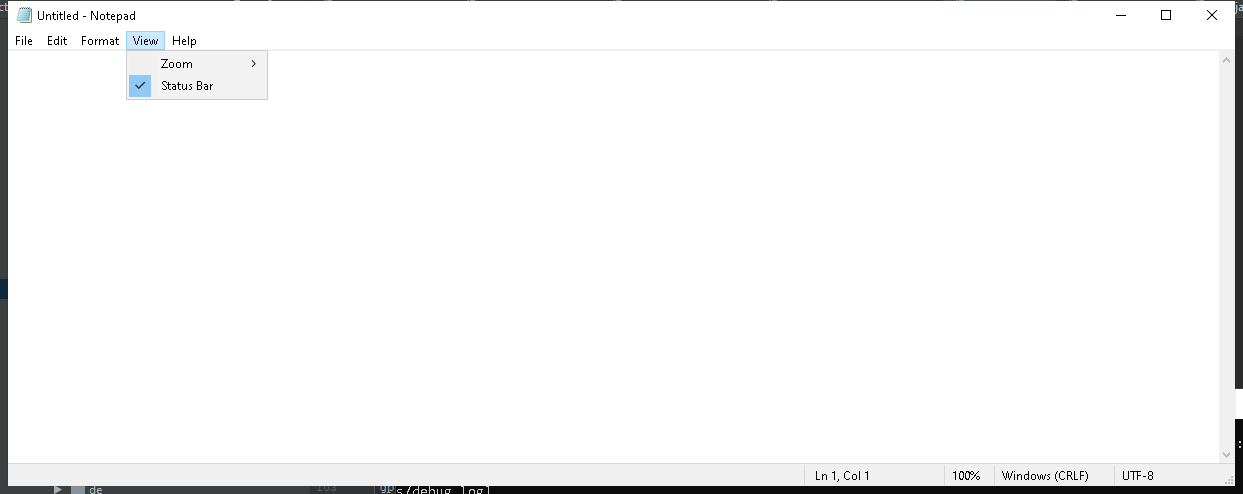 Untitled - Notepad
File Edit Format View Help
Zoom
Status Bar
Ln 1, Col 1 100% Windows (CRLF) UTF-8
de